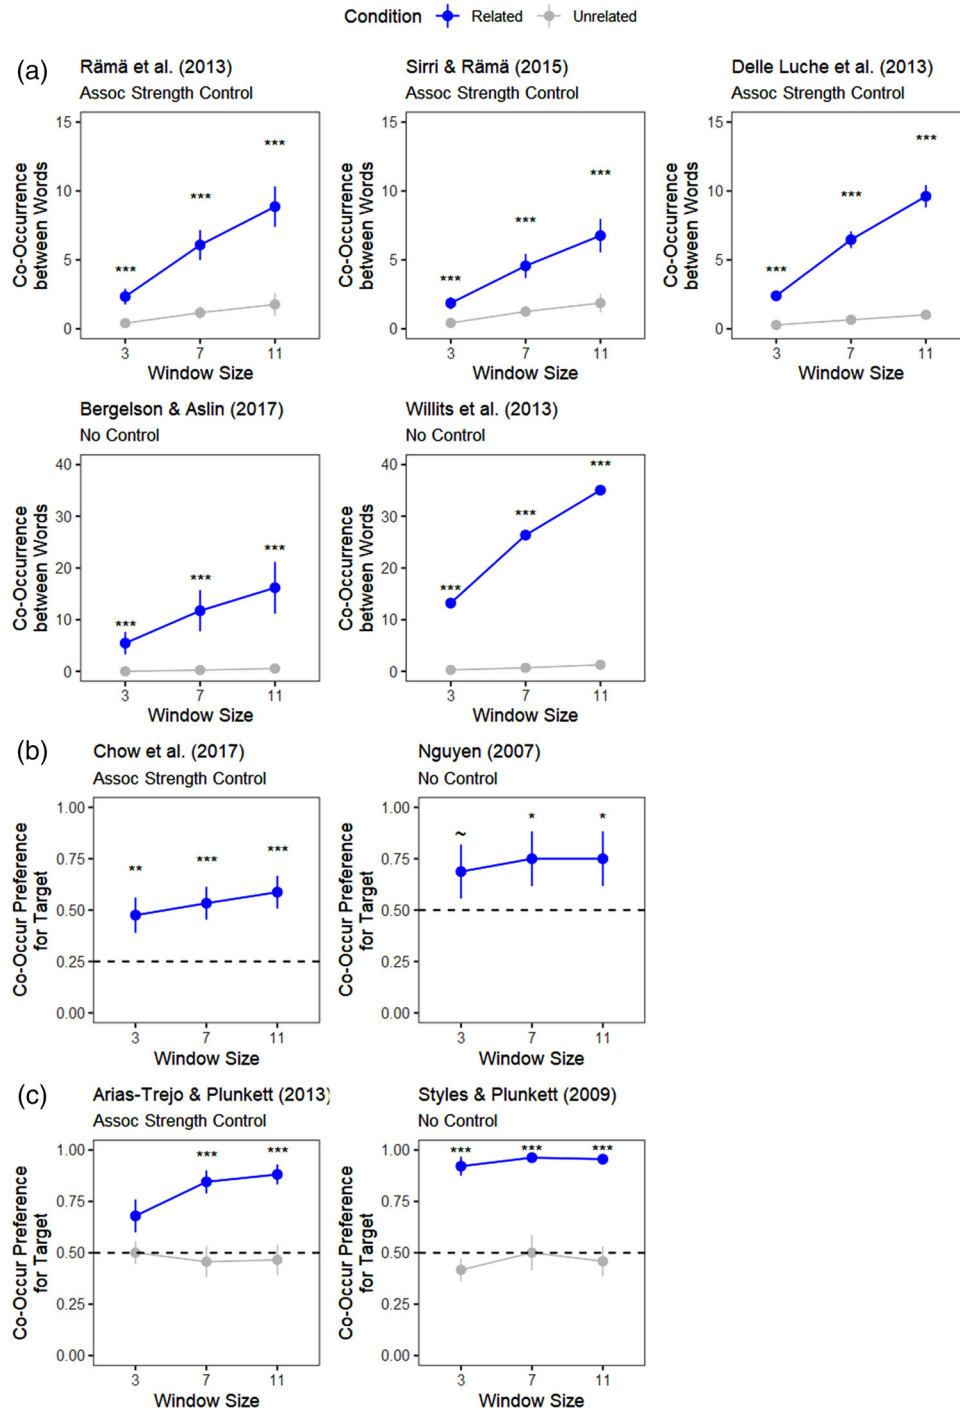 Condition Related Unrelated
(a)
Rämä et al. (2013)
Assoc Strength Control
Co-Occurrence
between Words
15
10
5
0
***
***
***
3 7 11
Window Size
Sirri & Rämä (2015)
Assoc Strength Control
Co-Occurrence
between Words
15
10
5
0
***
***
***
3 7 11
Window Size
Delle Luche et al. (2013)
Assoc Strength Control
Co-Occurrence
between Words
15
10
5
0
***
***
***
3 7 11
Window Size
Bergelson & Aslin (2017)
No Control
Co-Occurrence
between Words
40
30
20
10
0
***
***
***
3 7 11
Window Size
Willits et al. (2013)
No Control
Co-Occurrence
between Words
40
30
20
10
0
***
***
***
3 7 11
Window Size
(b)
Chow et al. (2017)
Assoc Strength Control
Co-Occur Preference
for Target
1.00
0.75
0.50
0.25
0.00
** *** ***
3 7 11
Window Size
Nguyen (2007)
No Control
Co-Occur Preference
for Target
1.00
0.75
0.50
0.25
0.00
~ * *
3 7 11
Window Size
(c)
Arias-Trejo & Plunkett (2013)
Assoc Strength Control
Co-Occur Preference
for Target
1.00
0.75
0.50
0.25
0.00
*** ***
3 7 11
Window Size
Styles & Plunkett (2009)
No Control
Co-Occur Preference
for Target
1.00
0.75
0.50
0.25
0.00
*** *** ***
3 7 11
Window Size